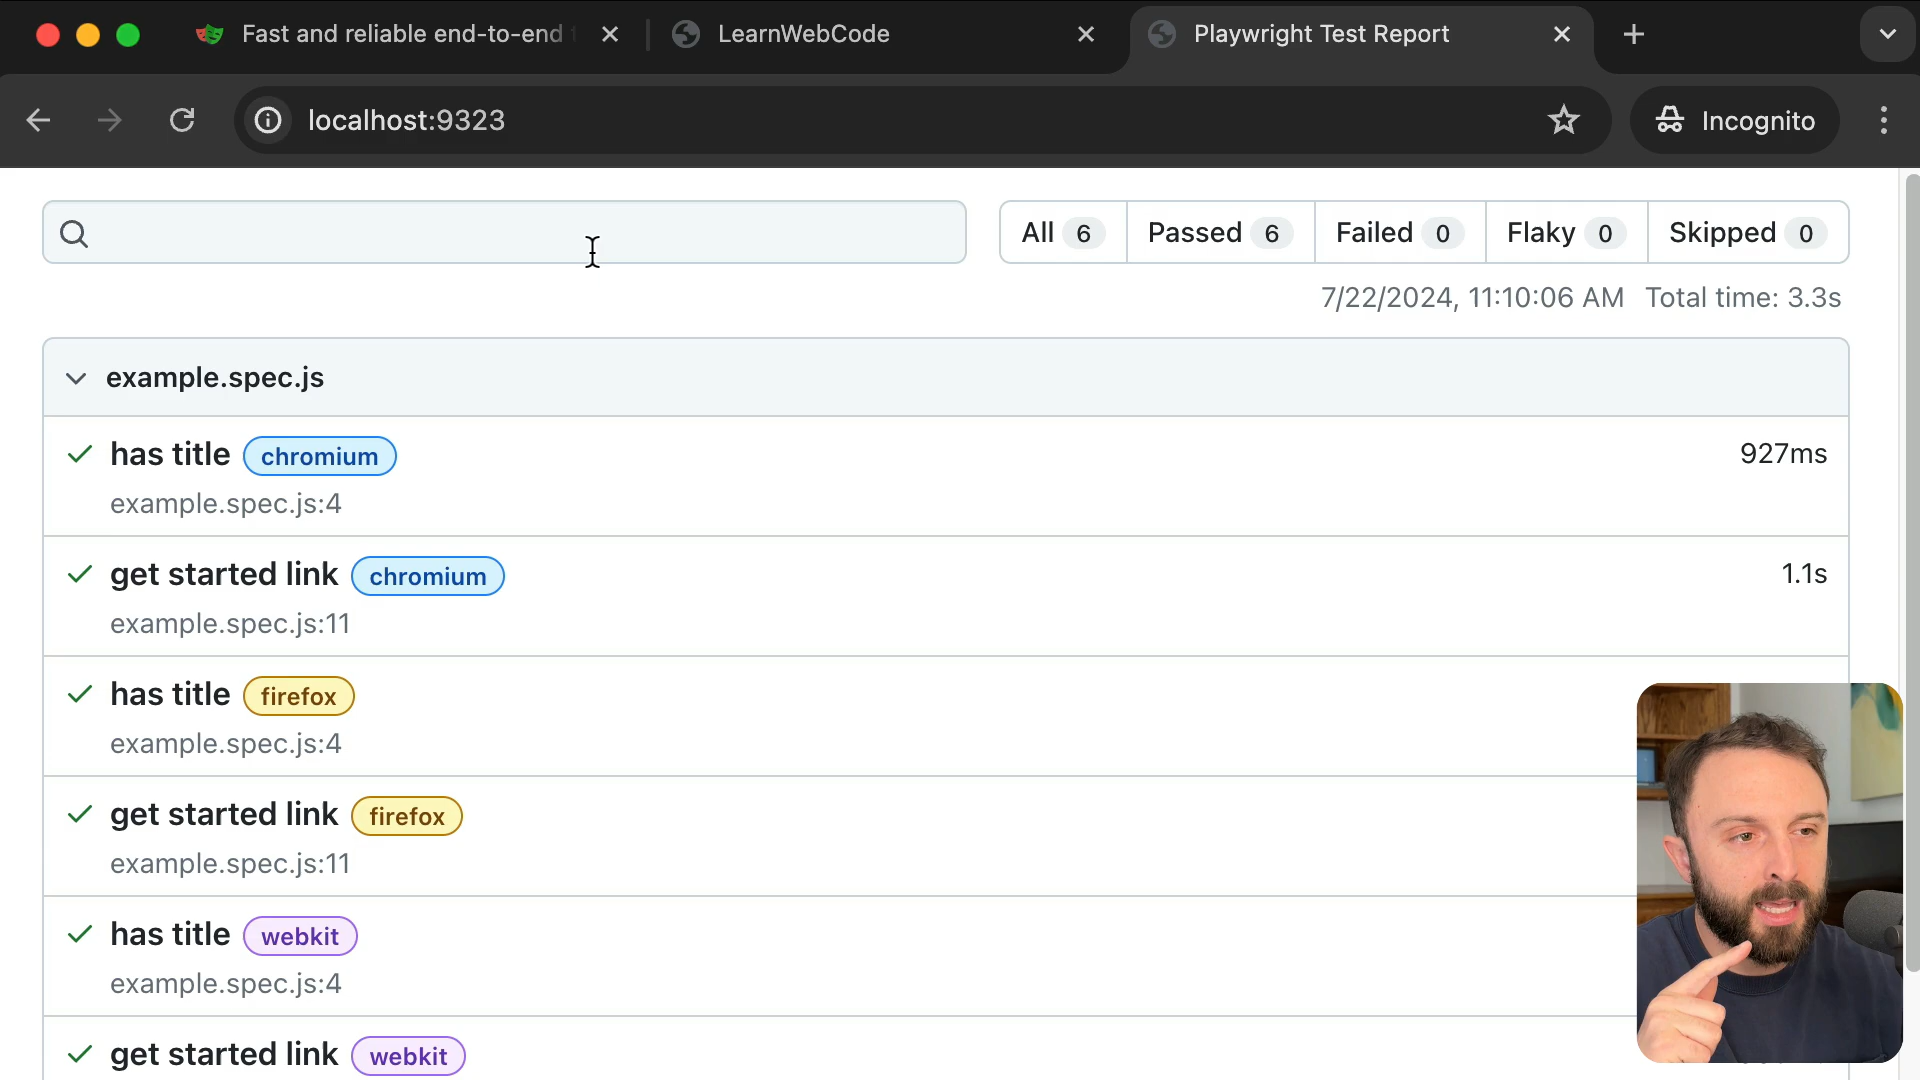 Fast and reliable end-to-end
LearnWebCode
Playwright Test Report
localhost:9323
Incognito
All 6
Passed 6
Failed 0
Flaky 0
Skipped 0
7/22/2024, 11:10:06 AM Total time: 3.3s
example.spec.js
has title chromium 927ms
example.spec.js:4
get started link chromium 1.1s
example.spec.js:11
has title firefox
example.spec.js:4
get started link firefox
example.spec.js:11
has title webkit
example.spec.js:4
get started link webkit